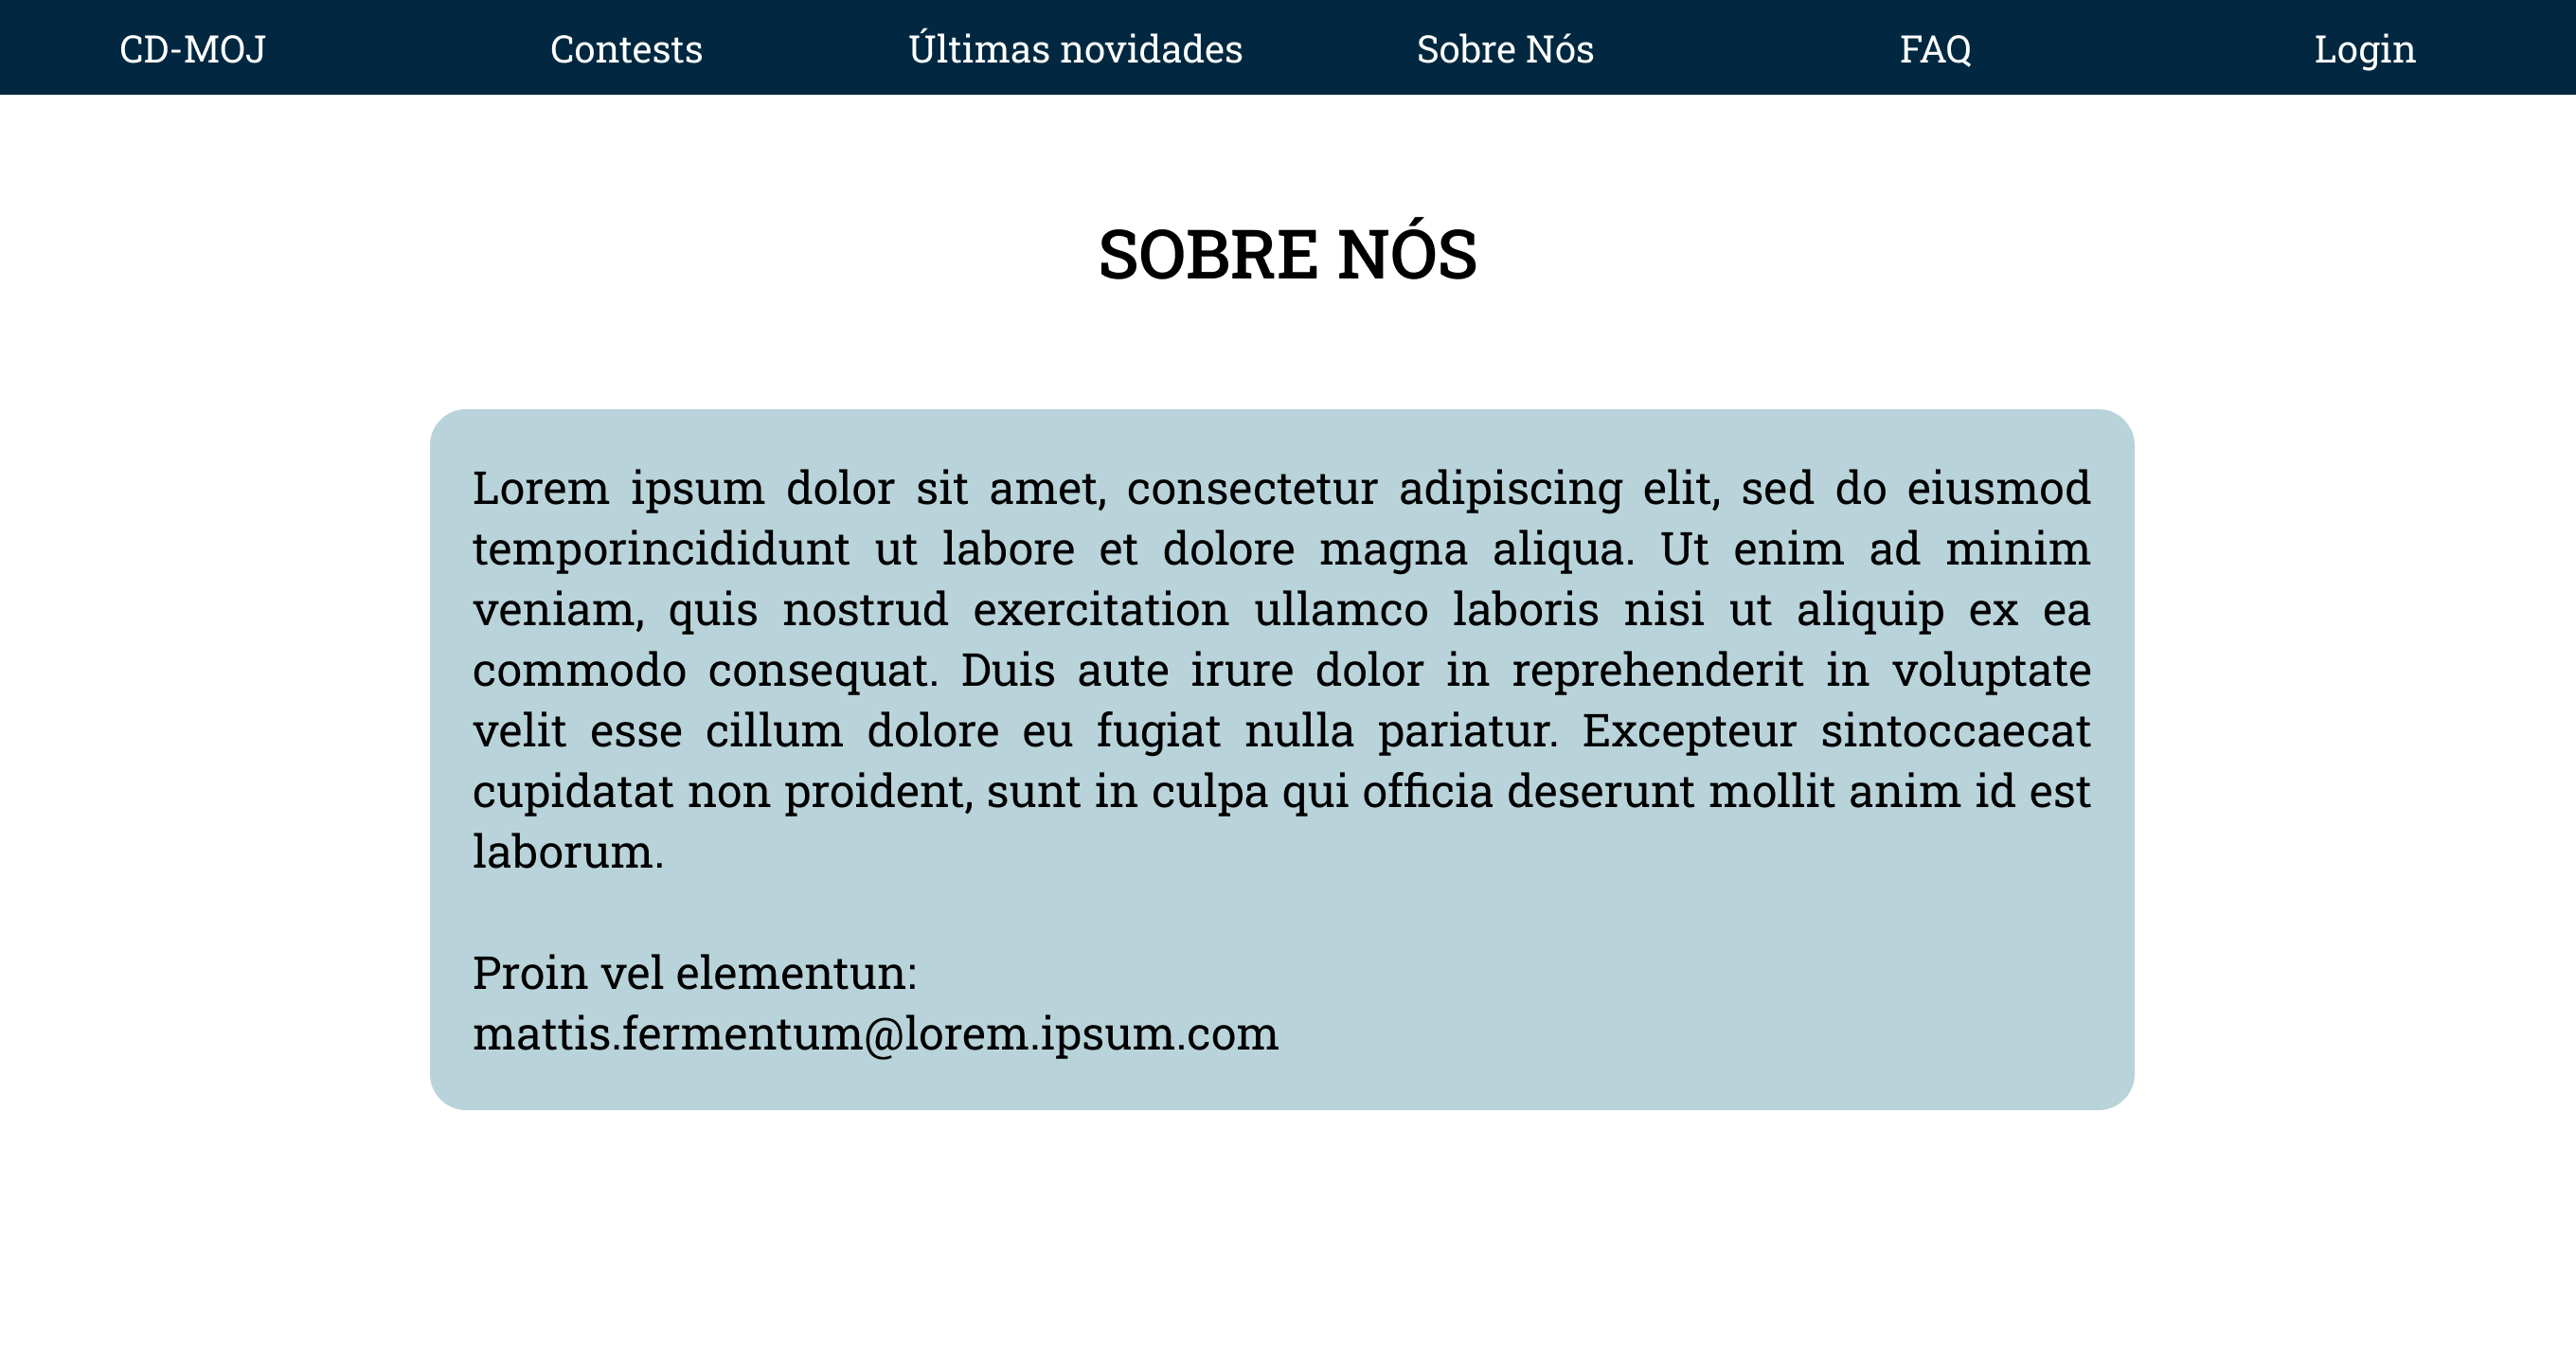 CD-MOJ Contests Últimas novidades Sobre Nós FAQ Login
SOBRE NÓS
Lorem ipsum dolor sit amet, consectetur adipiscing elit, sed do eiusmod
temporincididunt ut labore et dolore magna aliqua. Ut enim ad minim
veniam, quis nostrud exercitation ullamco laboris nisi ut aliquip ex ea
commodo consequat. Duis aute irure dolor in reprehenderit in voluptate
velit esse cillum dolore eu fugiat nulla pariatur. Excepteur sintoccaecat
cupidatat non proident, sunt in culpa qui officia deserunt mollit anim id est
laborum.
Proin vel elementun:
mattis.fermentum@lorem.ipsum.com